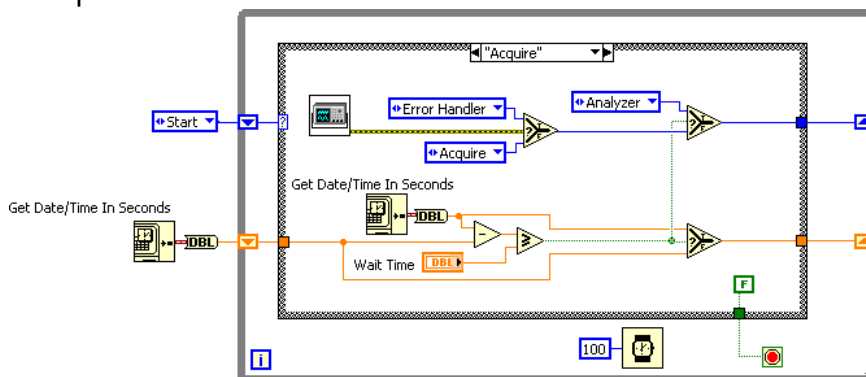 "Acquire"
Error Handler
Analyzer
Start
?
?
T
F
?
T
F
Acquire
Get Date/Time In Seconds
Get Date/Time In Seconds
DBL
DBL
-
≥
?
T
F
Wait Time
DBL
F
100
i